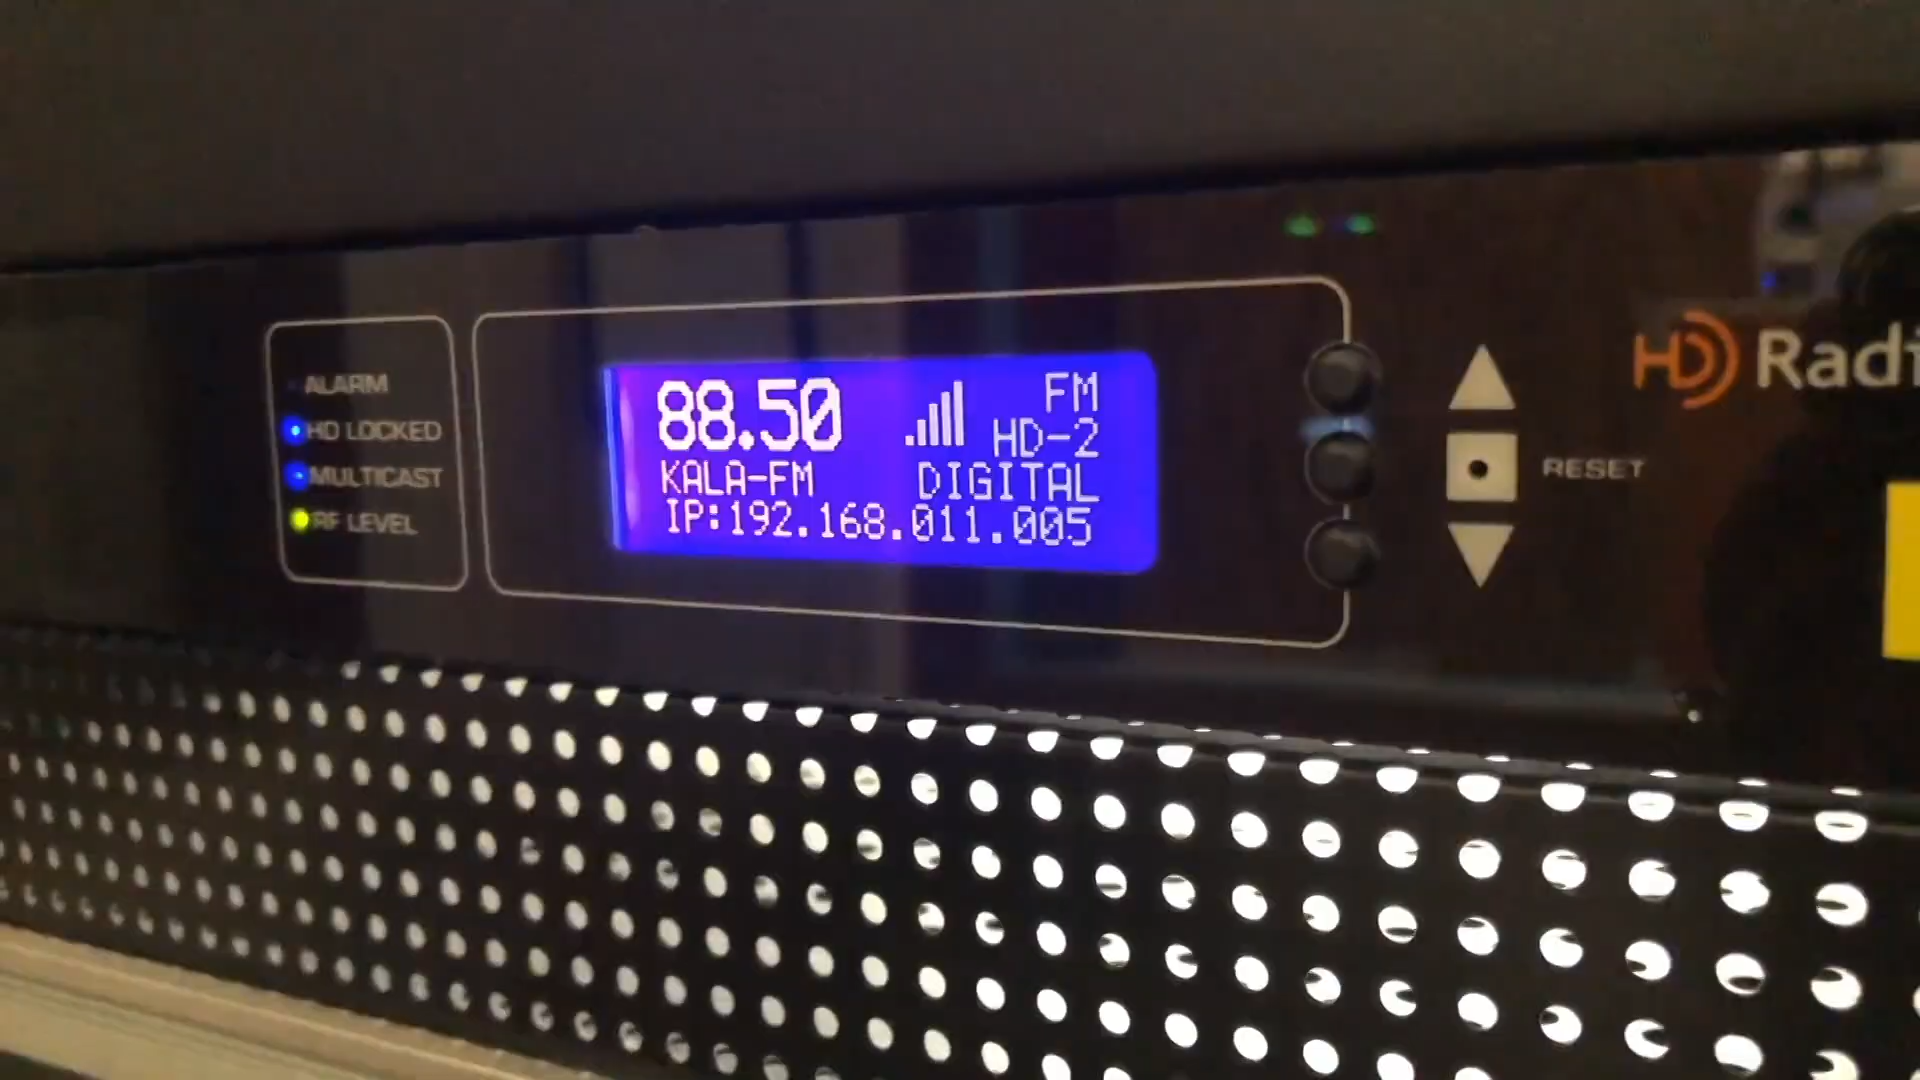 ALARM
HD LOCKED
MULTICAST
RF LEVEL
88.50
FM
HD-2
KALA-FM DIGITAL
IP:192.168.011.005
RESET
HD Radi